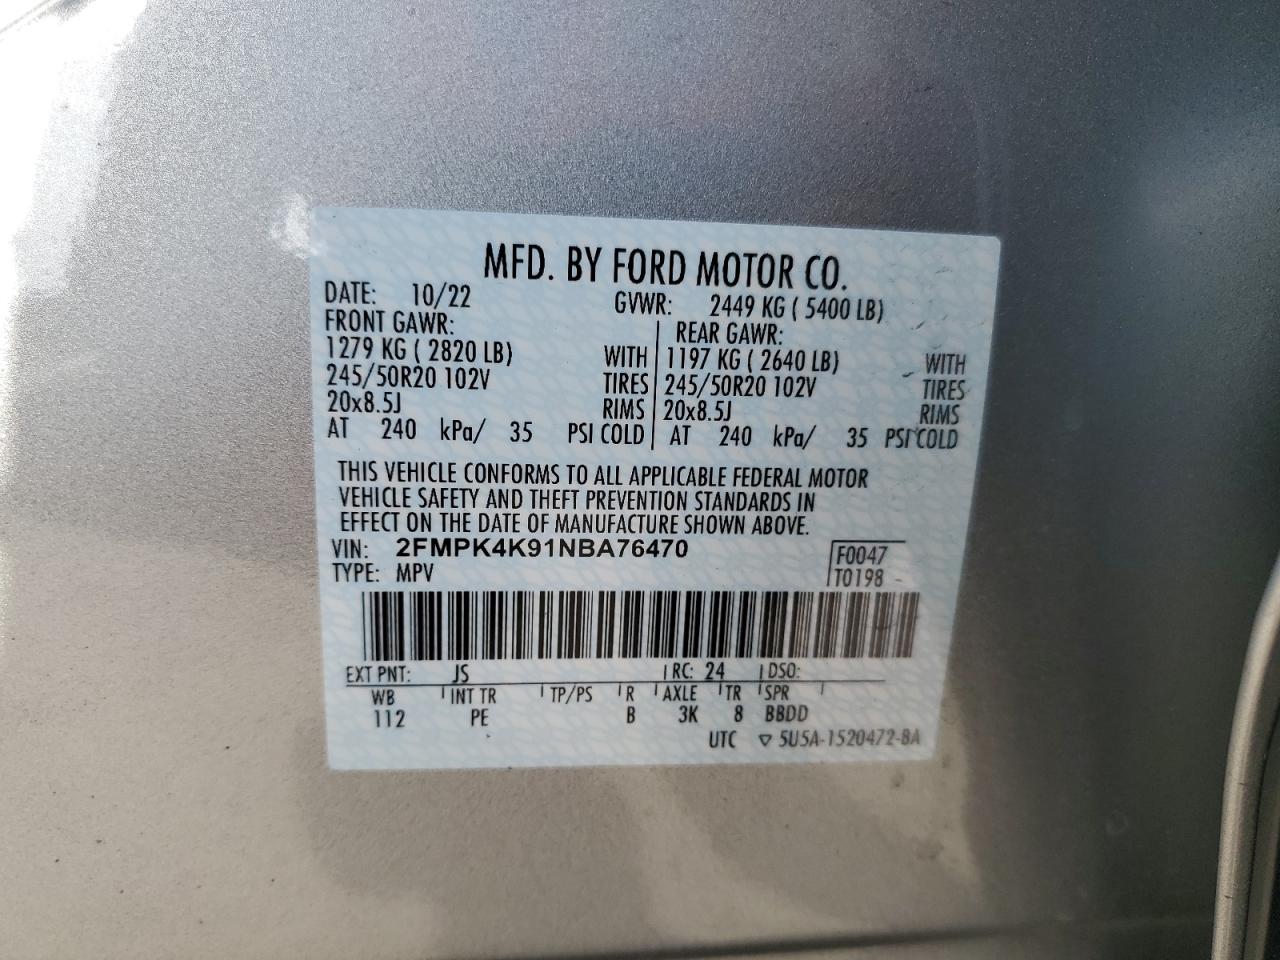 MFD. BY FORD MOTOR CO.
DATE: 10/22 GVWR: 2449 KG ( 5400 LB)
FRONT GAWR: REAR GAWR:
1279 KG ( 2820 LB) WITH 1197 KG ( 2640 LB) WITH
245/50R20 102V TIRES 245/50R20 102V TIRES
20x8.5J RIMS 20x8.5J RIMS
AT 240 kPa/ 35 PSI COLD AT 240 kPa/ 35 PSI COLD
THIS VEHICLE CONFORMS TO ALL APPLICABLE FEDERAL MOTOR
VEHICLE SAFETY AND THEFT PREVENTION STANDARDS IN
EFFECT ON THE DATE OF MANUFACTURE SHOWN ABOVE.
VIN: 2FMPK4K91NBA76470 F0047
TYPE: MPV T0198
EXT PNT: JS RC: 24 DSO:
WB INT TR TP/PS R AXLE TR SPR
112 PE B 3K 8 BBDD
UTC ▽ 5U5A-1520472-BA